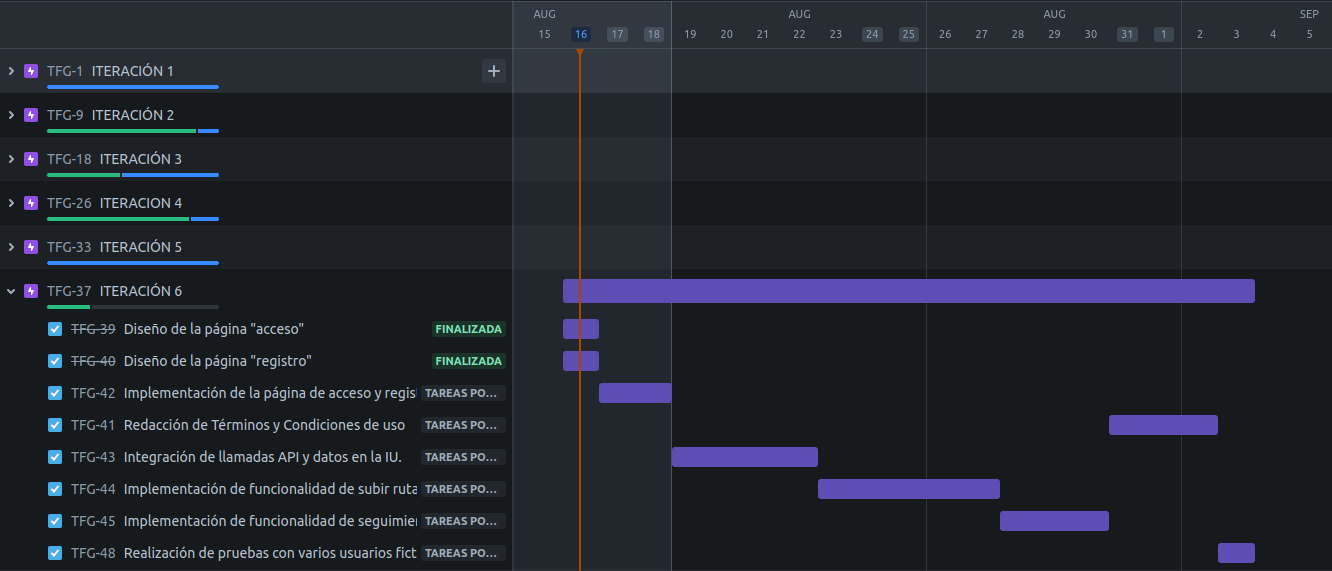 AUG AUG AUG SEP
15 16 17 18 19 20 21 22 23 24 25 26 27 28 29 30 31 1 2 3 4 5
TFG-1 ITERACIÓN 1 +
TFG-9 ITERACIÓN 2
TFG-18 ITERACIÓN 3
TFG-26 ITERACION 4
TFG-33 ITERACIÓN 5
TFG-37 ITERACIÓN 6
TFG-39 Diseño de la página "acceso" FINALIZADA
TFG-40 Diseño de la página "registro" FINALIZADA
TFG-42 Implementación de la página de acceso y regis TAREAS PO...
TFG-41 Redacción de Términos y Condiciones de uso TAREAS PO...
TFG-43 Integración de llamadas API y datos en la IU. TAREAS PO...
TFG-44 Implementación de funcionalidad de subir ruta TAREAS PO...
TFG-45 Implementación de funcionalidad de seguimie TAREAS PO...
TFG-48 Realización de pruebas con varios usuarios fict TAREAS PO...